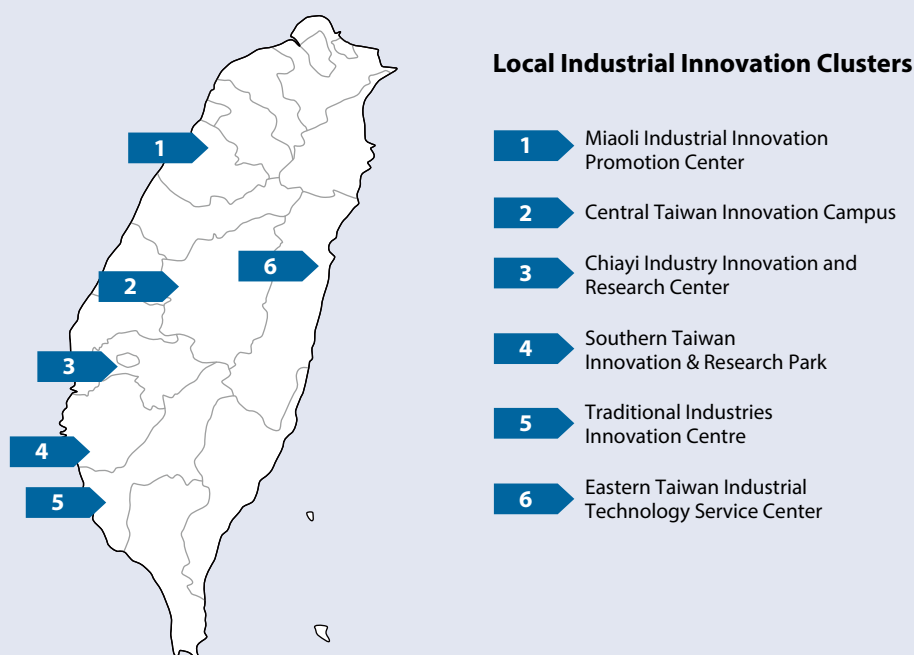 Local Industrial Innovation Clusters
1
Miaoli Industrial Innovation
Promotion Center
2
Central Taiwan Innovation Campus
3
Chiayi Industry Innovation and
Research Center
4
Southern Taiwan
Innovation & Research Park
5
Traditional Industries
Innovation Centre
6
Eastern Taiwan Industrial
Technology Service Center
1
6
2
3
4
5